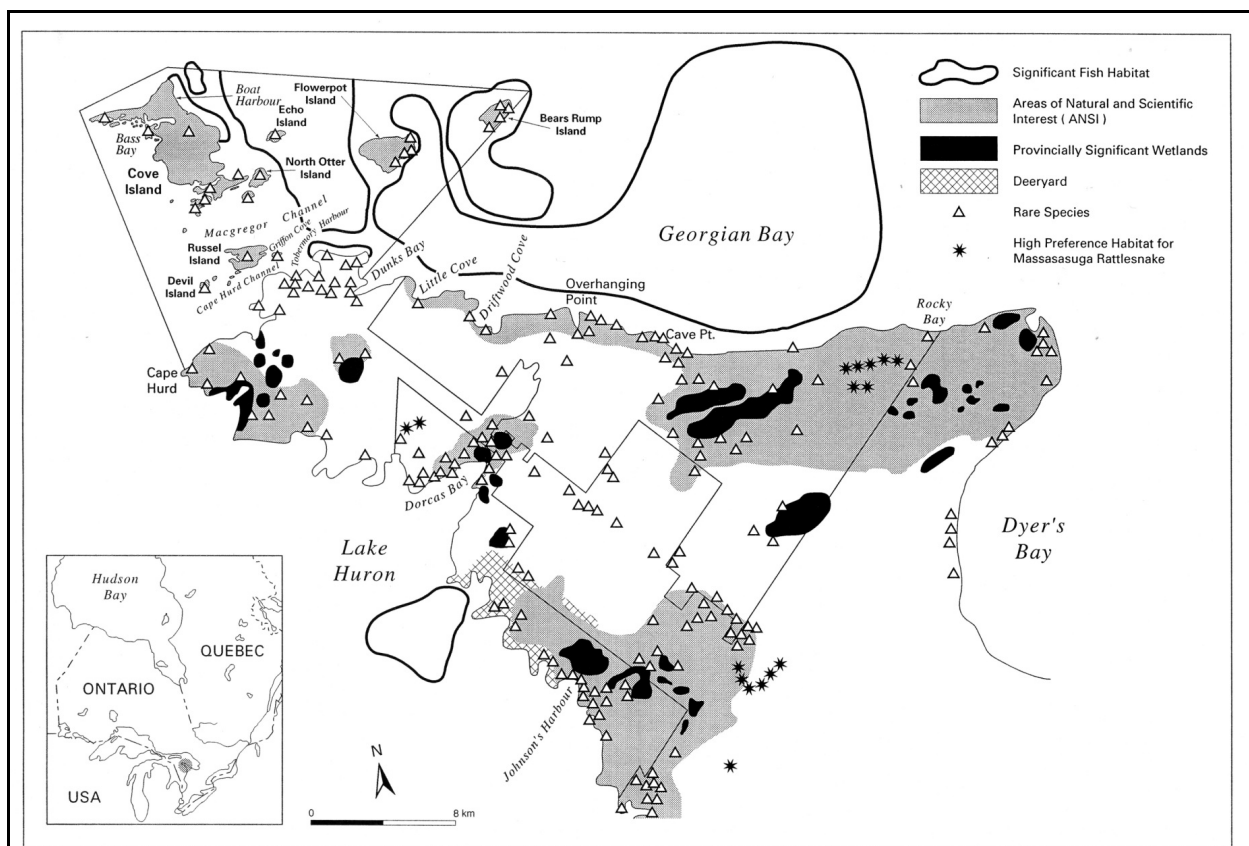 Significant Fish Habitat
Areas of Natural and Scientific
Interest ( ANSI )
Provincially Significant Wetlands
Deeryard
Rare Species
High Preference Habitat for
Massasasuga Rattlesnake
Boat
Harbour
Flowerpot
Island
Echo
Island
Bears Rump
Island
Bass
Bay
Cove
Island
North Otter
Island
Macgregor Channel
Griffon Cove
Tobermory Harbour
Russel
Island
Dunks Bay
Devil
Island
Cape Hurd Channel
Georgian Bay
Little Cove
Driftwood Cove
Overhanging
Point
Cave Pt.
Rocky
Bay
Cape
Hurd
Dorcas Bay
Lake
Huron
Dyer's
Bay
Johnson's Harbour
Hudson
Bay
QUEBEC
ONTARIO
USA
N
0 8 km